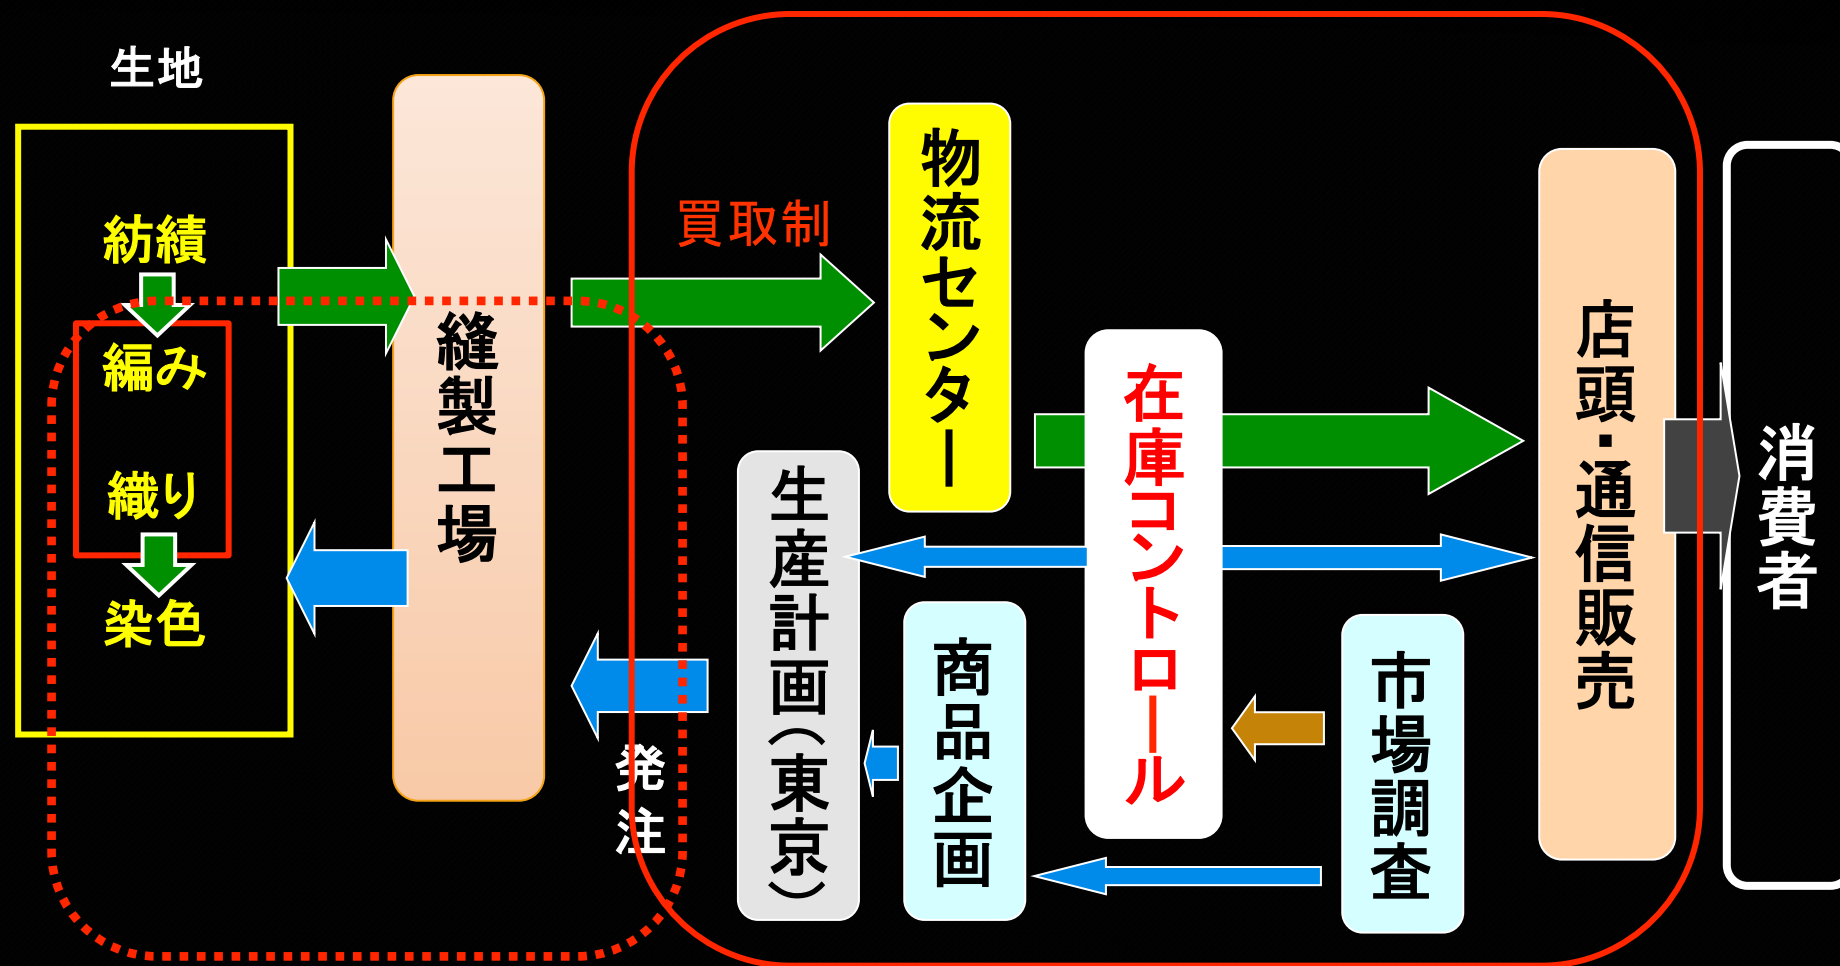 生地
紡績
編み
織り
染色
縫製工場
買取制
発注
物流センター
生産計画（東京）
商品企画
在庫コントロール
市場調査
店頭・通信販売
消費者